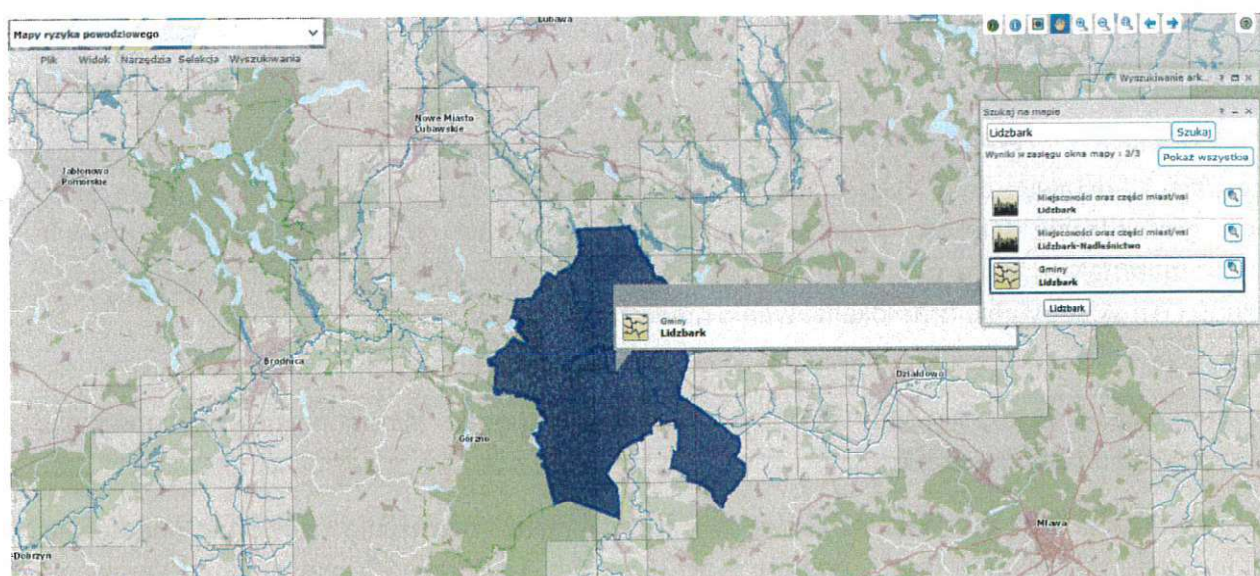 Mapy ryzyka powodziowego
Plik Widok Narzędzia Selekcja Wyszukiwania
Lubawa
Nowe Miasto
Lubawskie
Jabłonowo
Pomorskie
Brodnica
Górzno
Działdowo
Mława
-Dobrzyń
Gminy
Lidzbark
Wyszukiwanie ark...
Szukaj na mapie
Lidzbark
Szukaj
Wyniki w zasięgu okna mapy : 3/3
Pokaż wszystkie
Miejscowości oraz części miast/wsi
Lidzbark
Miejscowości oraz części miast/wsi
Lidzbark-Nadleśnictwo
Gminy
Lidzbark
Lidzbark